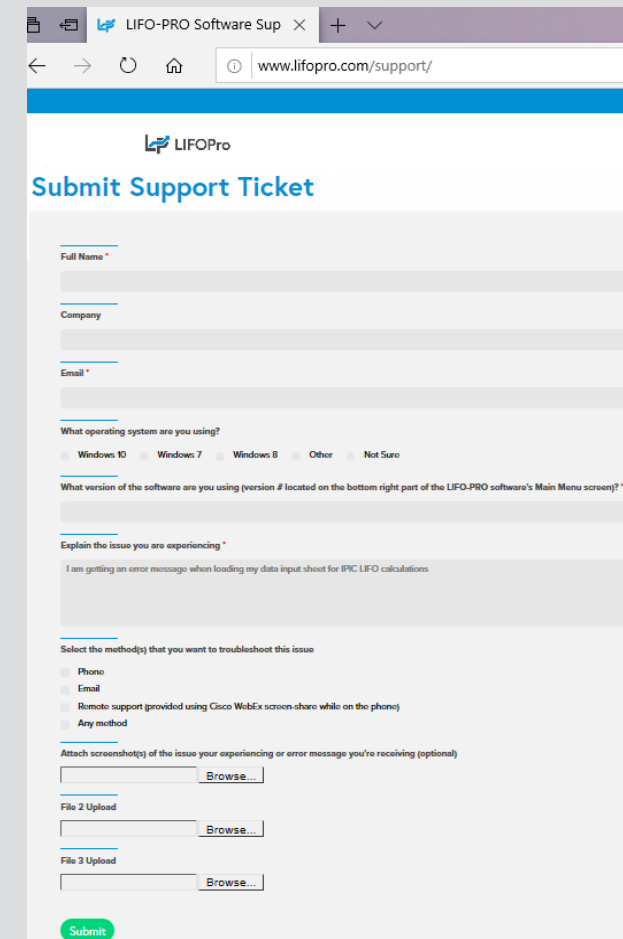 LIFO-PRO Software Sup
www.lifopro.com/support/
LIFOPro
Submit Support Ticket
Full Name *
Company
Email *
What operating system are you using?
Windows 10 Windows 7 Windows 8 Other Not Sure
What version of the software are you using (version # located on the bottom right part of the LIFO-PRO software's Main Menu screen)? *
Explain the issue you are experiencing *
I am getting an error message when loading my data input sheet for IPIC LIFO calculations
Select the method(s) that you want to troubleshoot this issue
Phone
Email
Remote support (provided using Cisco WebEx screen-share while on the phone)
Any method
Attach screenshot(s) of the issue your experiencing or error message you're receiving (optional)
Browse...
File 2 Upload
Browse...
File 3 Upload
Browse...
Submit